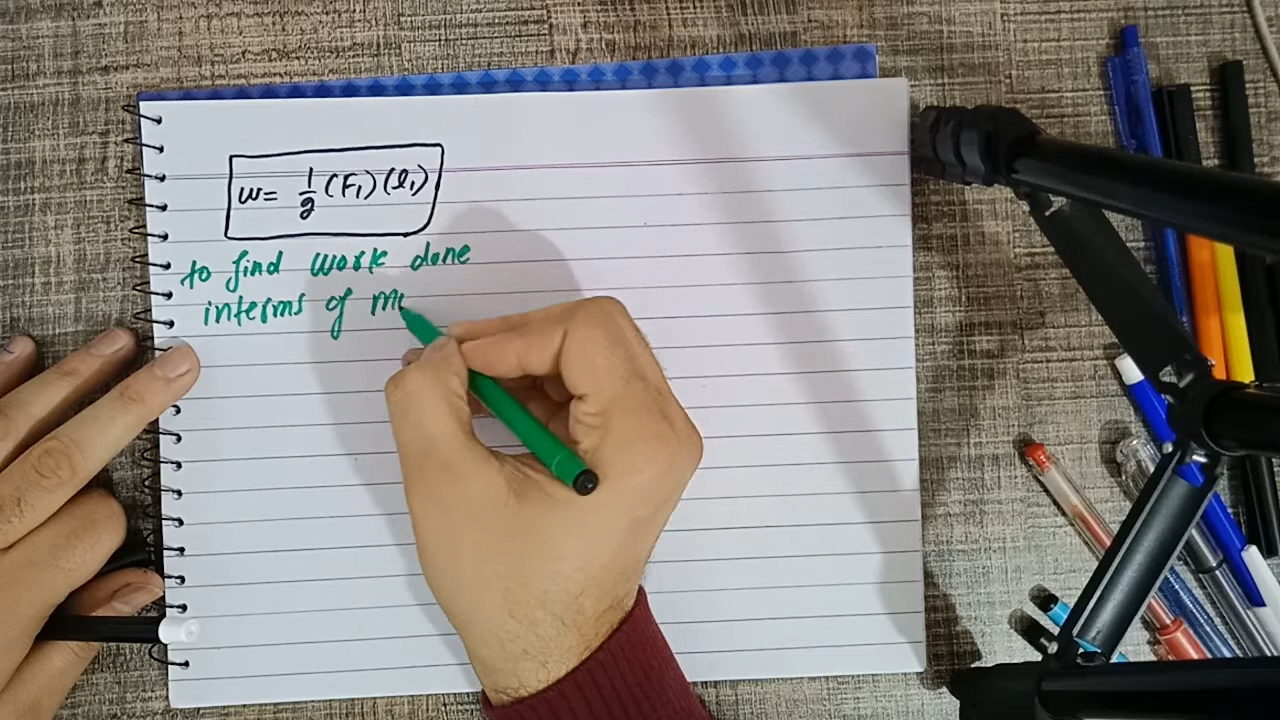 W = 1/2 (F₁)(l₁)
to find work done
interms of